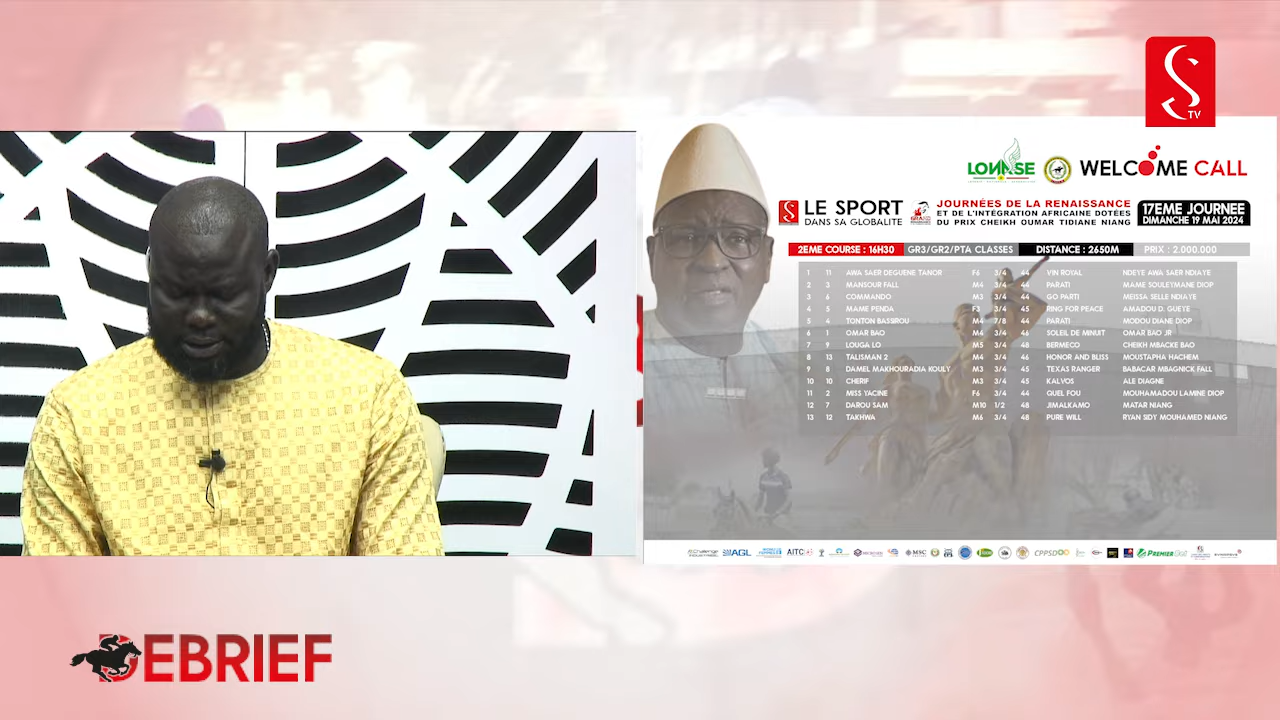 S
TV
LONASE
WELCOME CALL
LE SPORT
DANS SA GLOBALITE
JOURNÉES DE LA RENAISSANCE
ET DE L'INTÉGRATION AFRICAINE DOTÉES
DU PRIX CHEIKH OUMAR TIDIANE NIANG
17EME JOURNEE
DIMANCHE 19 MAI 2024
2EME COURSE : 16H30 GR3/GR2/PTA CLASSES DISTANCE : 2650M PRIX : 2.000.000
1 11 AWA SAER DEGUENE TANOR F6 3/4 44 VIN ROYAL NDEYE AWA SAER NDIAYE
2 3 MANSOUR FALL M4 3/4 44 PARATI MAME SOULEYMANE DIOP
3 6 COMMANDO M3 3/4 44 GO PARTI MEISSA SELLE NDIAYE
4 5 MAME PENDA F3 3/4 45 RING FOR PEACE AMADOU D. GUEYE
5 4 TONTON BASSIROU M4 7/8 44 PARATI MODOU DIANE DIOP
6 1 OMAR BAO M4 3/4 46 SOLEIL DE MINUIT OMAR BAO JR
7 9 LOUGA LO M5 3/4 48 BERMECO CHEIKH MBACKE BAO
8 13 TALISMAN 2 M4 3/4 46 HONOR AND BLISS MOUSTAPHA HACHEM
9 8 DAMEL MAKHOURADIA KOULY M3 3/4 45 TEXAS RANGER BABACAR MBAGNICK FALL
10 10 CHERIF M3 3/4 45 KALVOS ALE DIAGNE
11 2 MISS YACINE F6 3/4 44 QUEL FOU MOUHAMADOU LAMINE DIOP
12 7 DAROU SAM M10 1/2 48 JIMALKAMO MATAR NIANG
13 12 TAKHWA M6 3/4 48 PURE WILL RYAN SIDY MOUHAMED NIANG
AGL AITC MSC CPPSD PREMIER
DEBRIEF